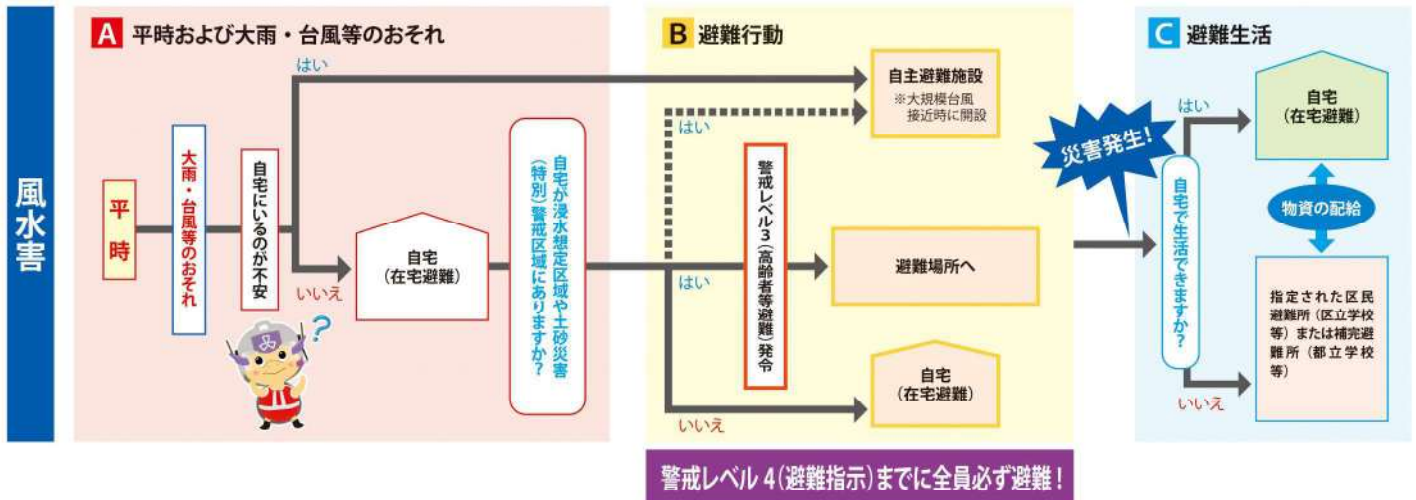 風水害
A 平時および大雨・台風等のおそれ
平時
大雨・台風等のおそれ
自宅にいるのが不安
はい
いいえ
?
自宅
(在宅避難)
自宅が浸水想定区域や土砂災害
(特別)警戒区域にありますか?
B 避難行動
はい
自主避難施設
※大規模台風
接近時に開設
はい
警戒レベル3(高齢者等避難)発令
避難場所へ
いいえ
自宅
(在宅避難)
警戒レベル4(避難指示)までに全員必ず避難!
災害発生!
C 避難生活
自宅で生活できますか?
はい
自宅
(在宅避難)
物資の配給
いいえ
指定された区民
避難所(区立学校
等)または補完避
難所(都立学校
等)